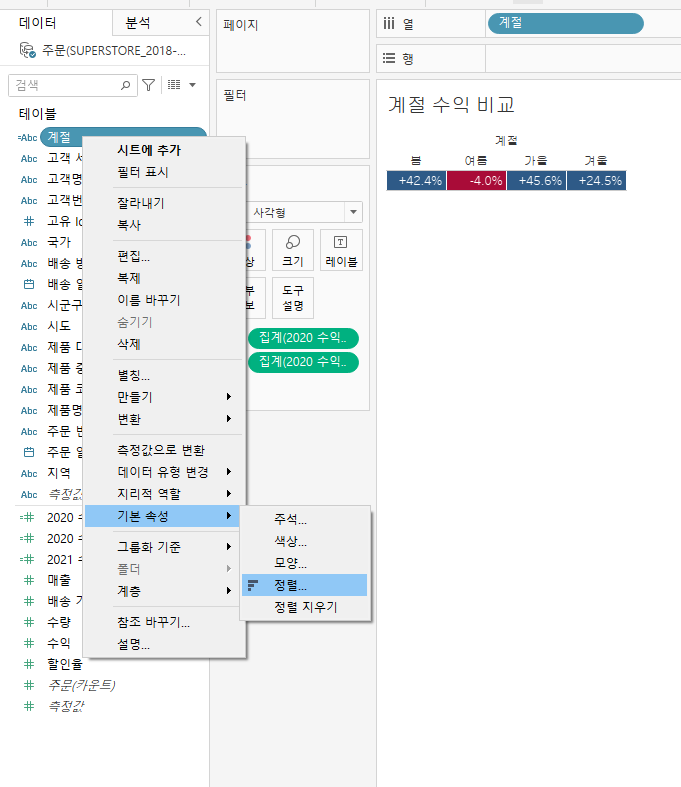 데이터
분석
주문(SUPERSTORE_2018-...
검색
테이블
=Abc 계절
Abc 고객 세
Abc 고객명
Abc 고객번
고유 Id
Abc 국가
Abc 배송 방
배송 일
Abc 시군구
Abc 시도
Abc 제품 대
Abc 제품 중
Abc 제품 코
Abc 제품명
Abc 주문 번
주문 일
Abc 지역
Abc 측정값
=# 2020 수
=# 2020 수
=# 2021 수
# 매출
# 배송 기
# 수량
# 수익
# 할인율
# 주문(카운트)
# 측정값
시트에 추가
필터 표시
잘라내기
복사
편집...
복제
이름 바꾸기
숨기기
삭제
별칭...
만들기
변환
측정값으로 변환
데이터 유형 변경
지리적 역할
기본 속성
그룹화 기준
폴더
계층
참조 바꾸기...
설명...
주석...
색상...
모양...
정렬...
정렬 지우기
페이지
필터
사각형
상
크기
레이블
부
보
도구
설명
집계(2020 수익..
집계(2020 수익..
열
계절
행
계절 수익 비교
계절
봄 여름 가을 겨울
+42.4% -4.0% +45.6% +24.5%